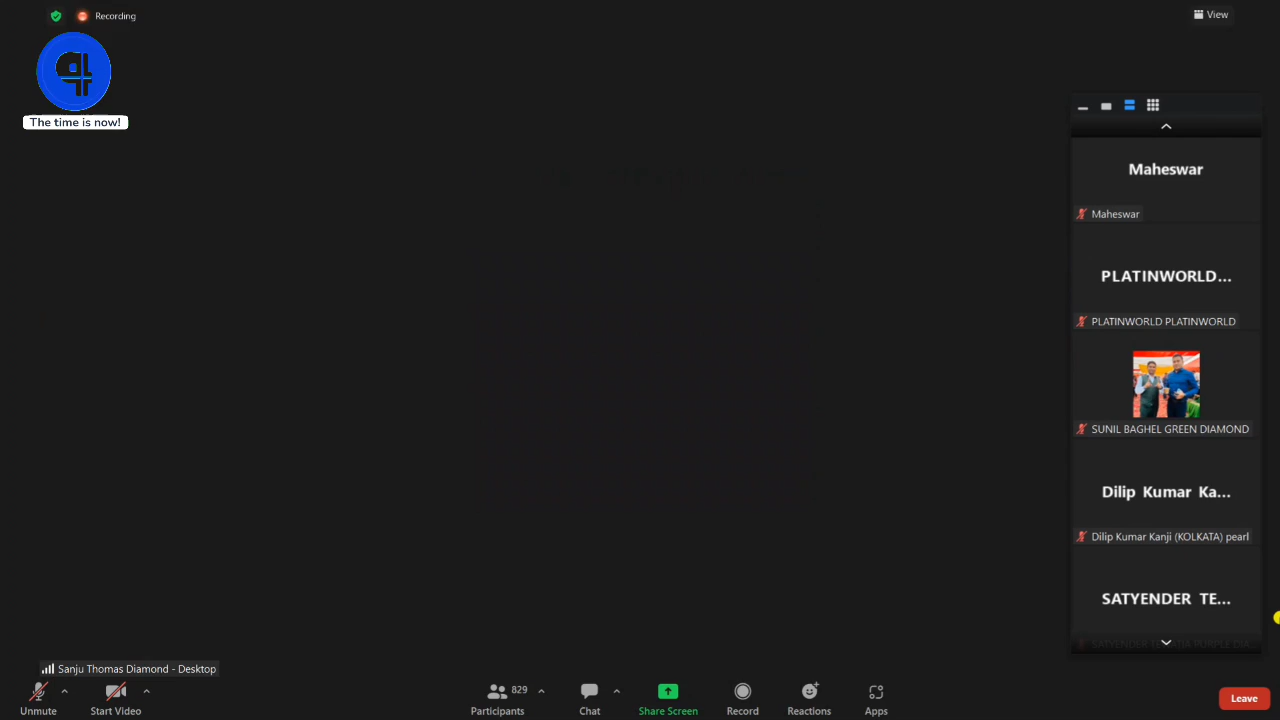 Recording
View
The time is now!
Maheswar
Maheswar
PLATINWORLD...
PLATINWORLD PLATINWORLD
SUNIL BAGHEL GREEN DIAMOND
Dilip Kumar Ka...
Dilip Kumar Kanji (KOLKATA) pearl
SATYENDER TE...
Sanju Thomas Diamond - Desktop
Unmute
Start Video
829
Participants
Chat
Share Screen
Record
Reactions
Apps
Leave